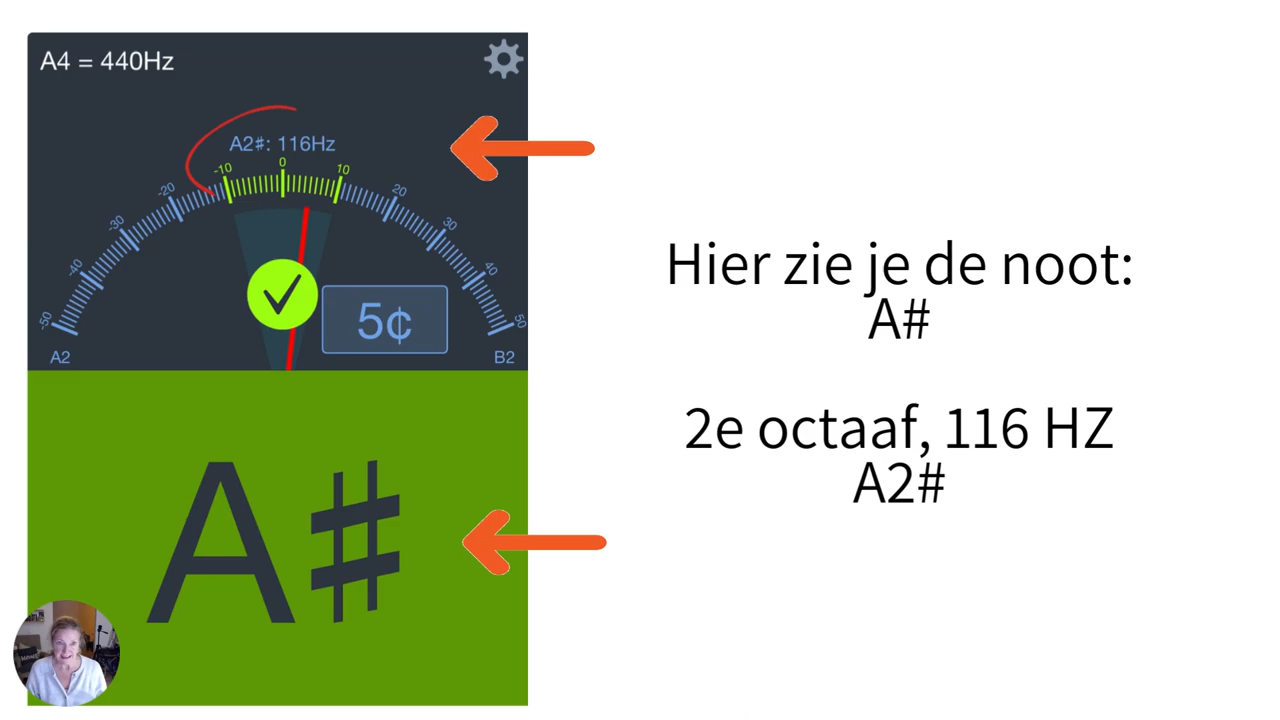 A4 = 440Hz
A2♯: 116Hz
-50
-40
-30
-20
-10
0
10
20
30
40
50
5¢
A2
B2
A♯
Hier zie je de noot:
A#
2e octaaf, 116 HZ
A2#